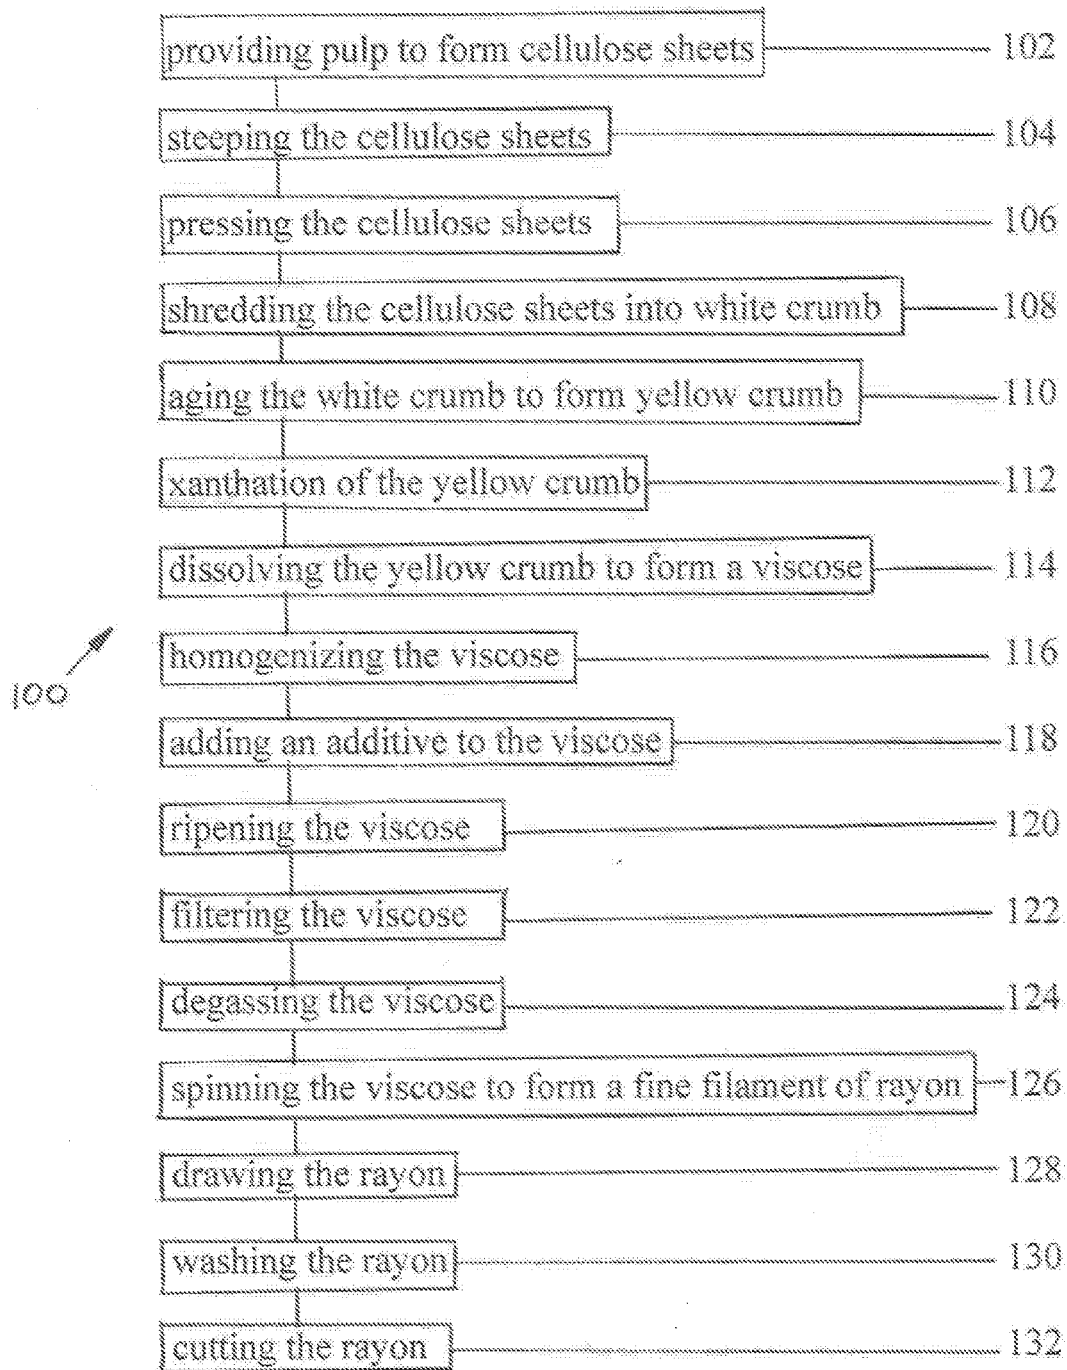 providing pulp to form cellulose sheets 102
steeping the cellulose sheets 104
pressing the cellulose sheets 106
shredding the cellulose sheets into white crumb 108
aging the white crumb to form yellow crumb 110
xanthation of the yellow crumb 112
dissolving the yellow crumb to form a viscose 114
homogenizing the viscose 116
100
adding an additive to the viscose 118
ripening the viscose 120
filtering the viscose 122
degassing the viscose 124
spinning the viscose to form a fine filament of rayon 126
drawing the rayon 128
washing the rayon 130
cutting the rayon 132